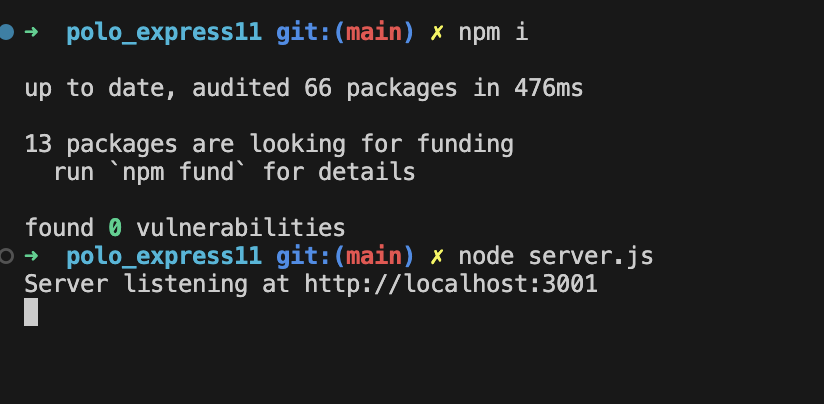 ➜ polo_express11 git:(main) ✗ npm i
up to date, audited 66 packages in 476ms
13 packages are looking for funding
run `npm fund` for details
found 0 vulnerabilities
➜ polo_express11 git:(main) ✗ node server.js
Server listening at http://localhost:3001